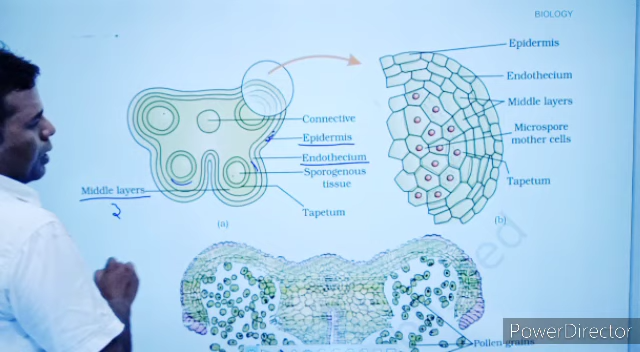 BIOLOGY
Epidermis
Endothecium
Middle layers
Microspore
mother cells
Tapetum
(b)
Connective
Epidermis
Endothecium
Sporogenous
tissue
Tapetum
Middle layers
2
(a)
Pollen grains
PowerDirector